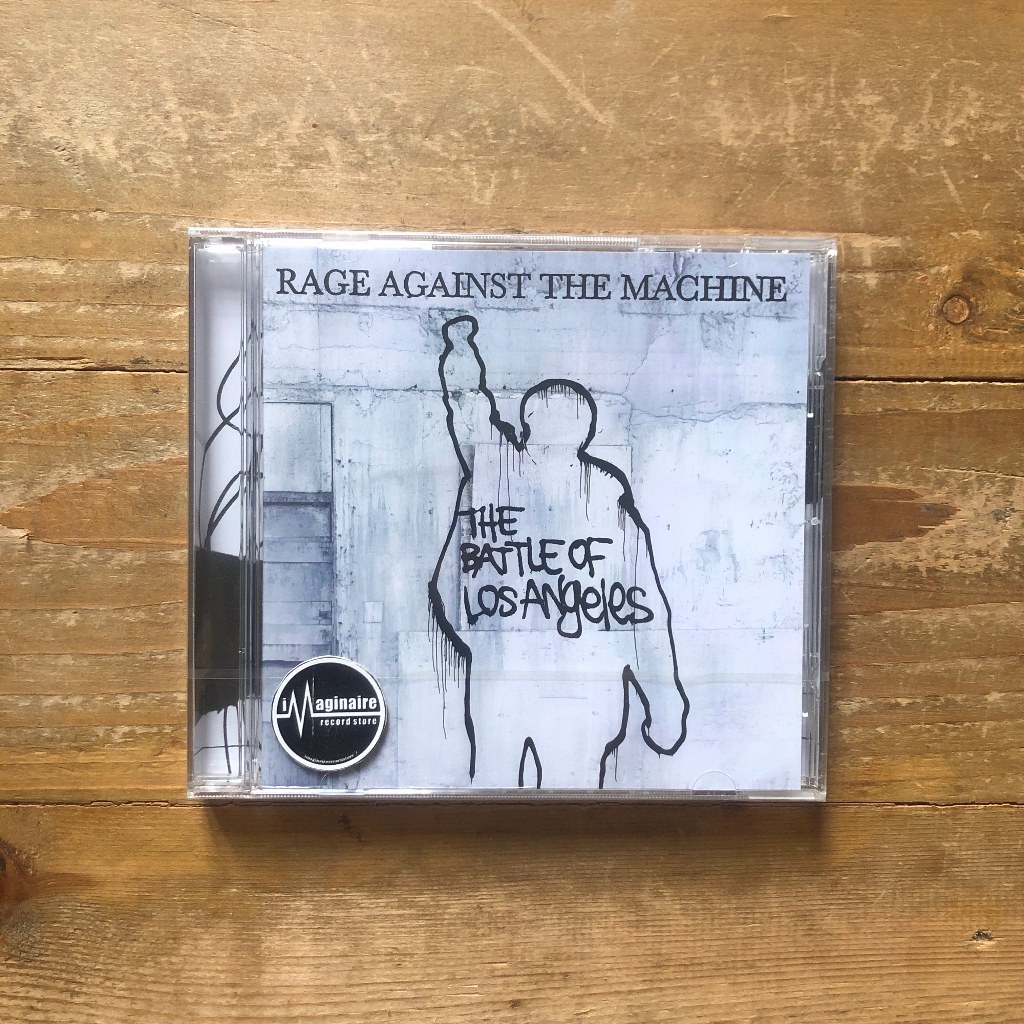 RAGE AGAINST THE MACHINE
THE
BATTLE OF
LOS ANgeles
iMaginaire
record store